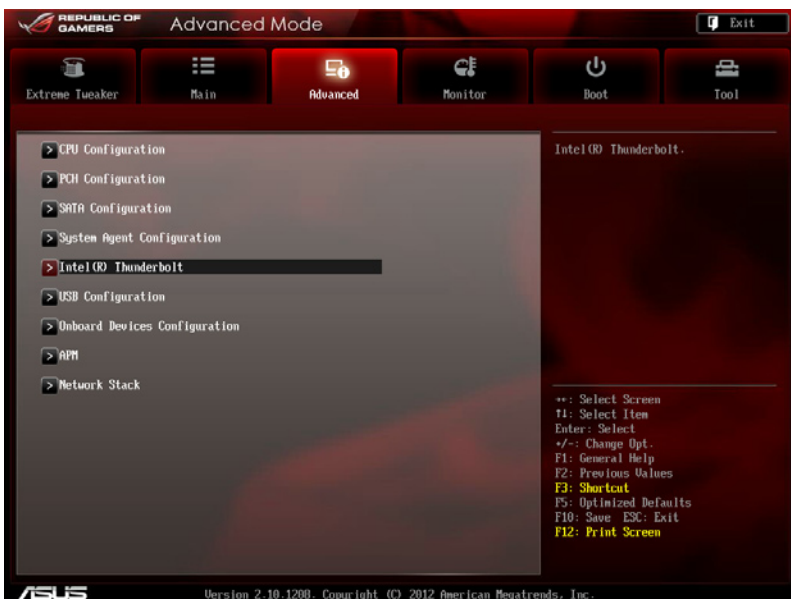 REPUBLIC OF
GAMERS
Advanced Mode
Exit
Extreme Tweaker
Main
Advanced
Monitor
Boot
Tool
> CPU Configuration
> PCH Configuration
> SATA Configuration
> System Agent Configuration
> Intel(R) Thunderbolt
> USB Configuration
> Onboard Devices Configuration
> APM
> Network Stack
Intel(R) Thunderbolt.
→←: Select Screen
↑↓: Select Item
Enter: Select
+/-: Change Opt.
F1: General Help
F2: Previous Values
F3: Shortcut
F5: Optimized Defaults
F10: Save ESC: Exit
F12: Print Screen
ASUS
Version 2.10.1208. Copyright (C) 2012 American Megatrends, Inc.